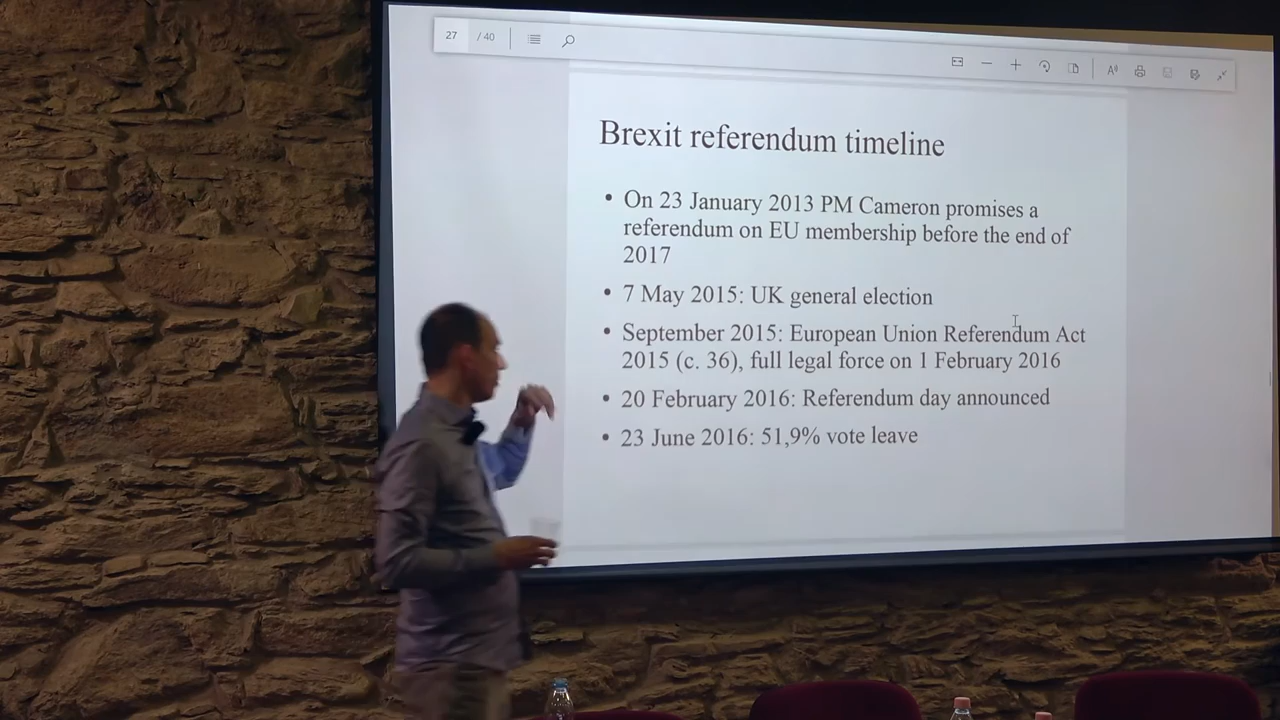 27 / 40
Brexit referendum timeline
• On 23 January 2013 PM Cameron promises a
referendum on EU membership before the end of
2017
• 7 May 2015: UK general election
• September 2015: European Union Referendum Act
2015 (c. 36), full legal force on 1 February 2016
• 20 February 2016: Referendum day announced
• 23 June 2016: 51,9% vote leave